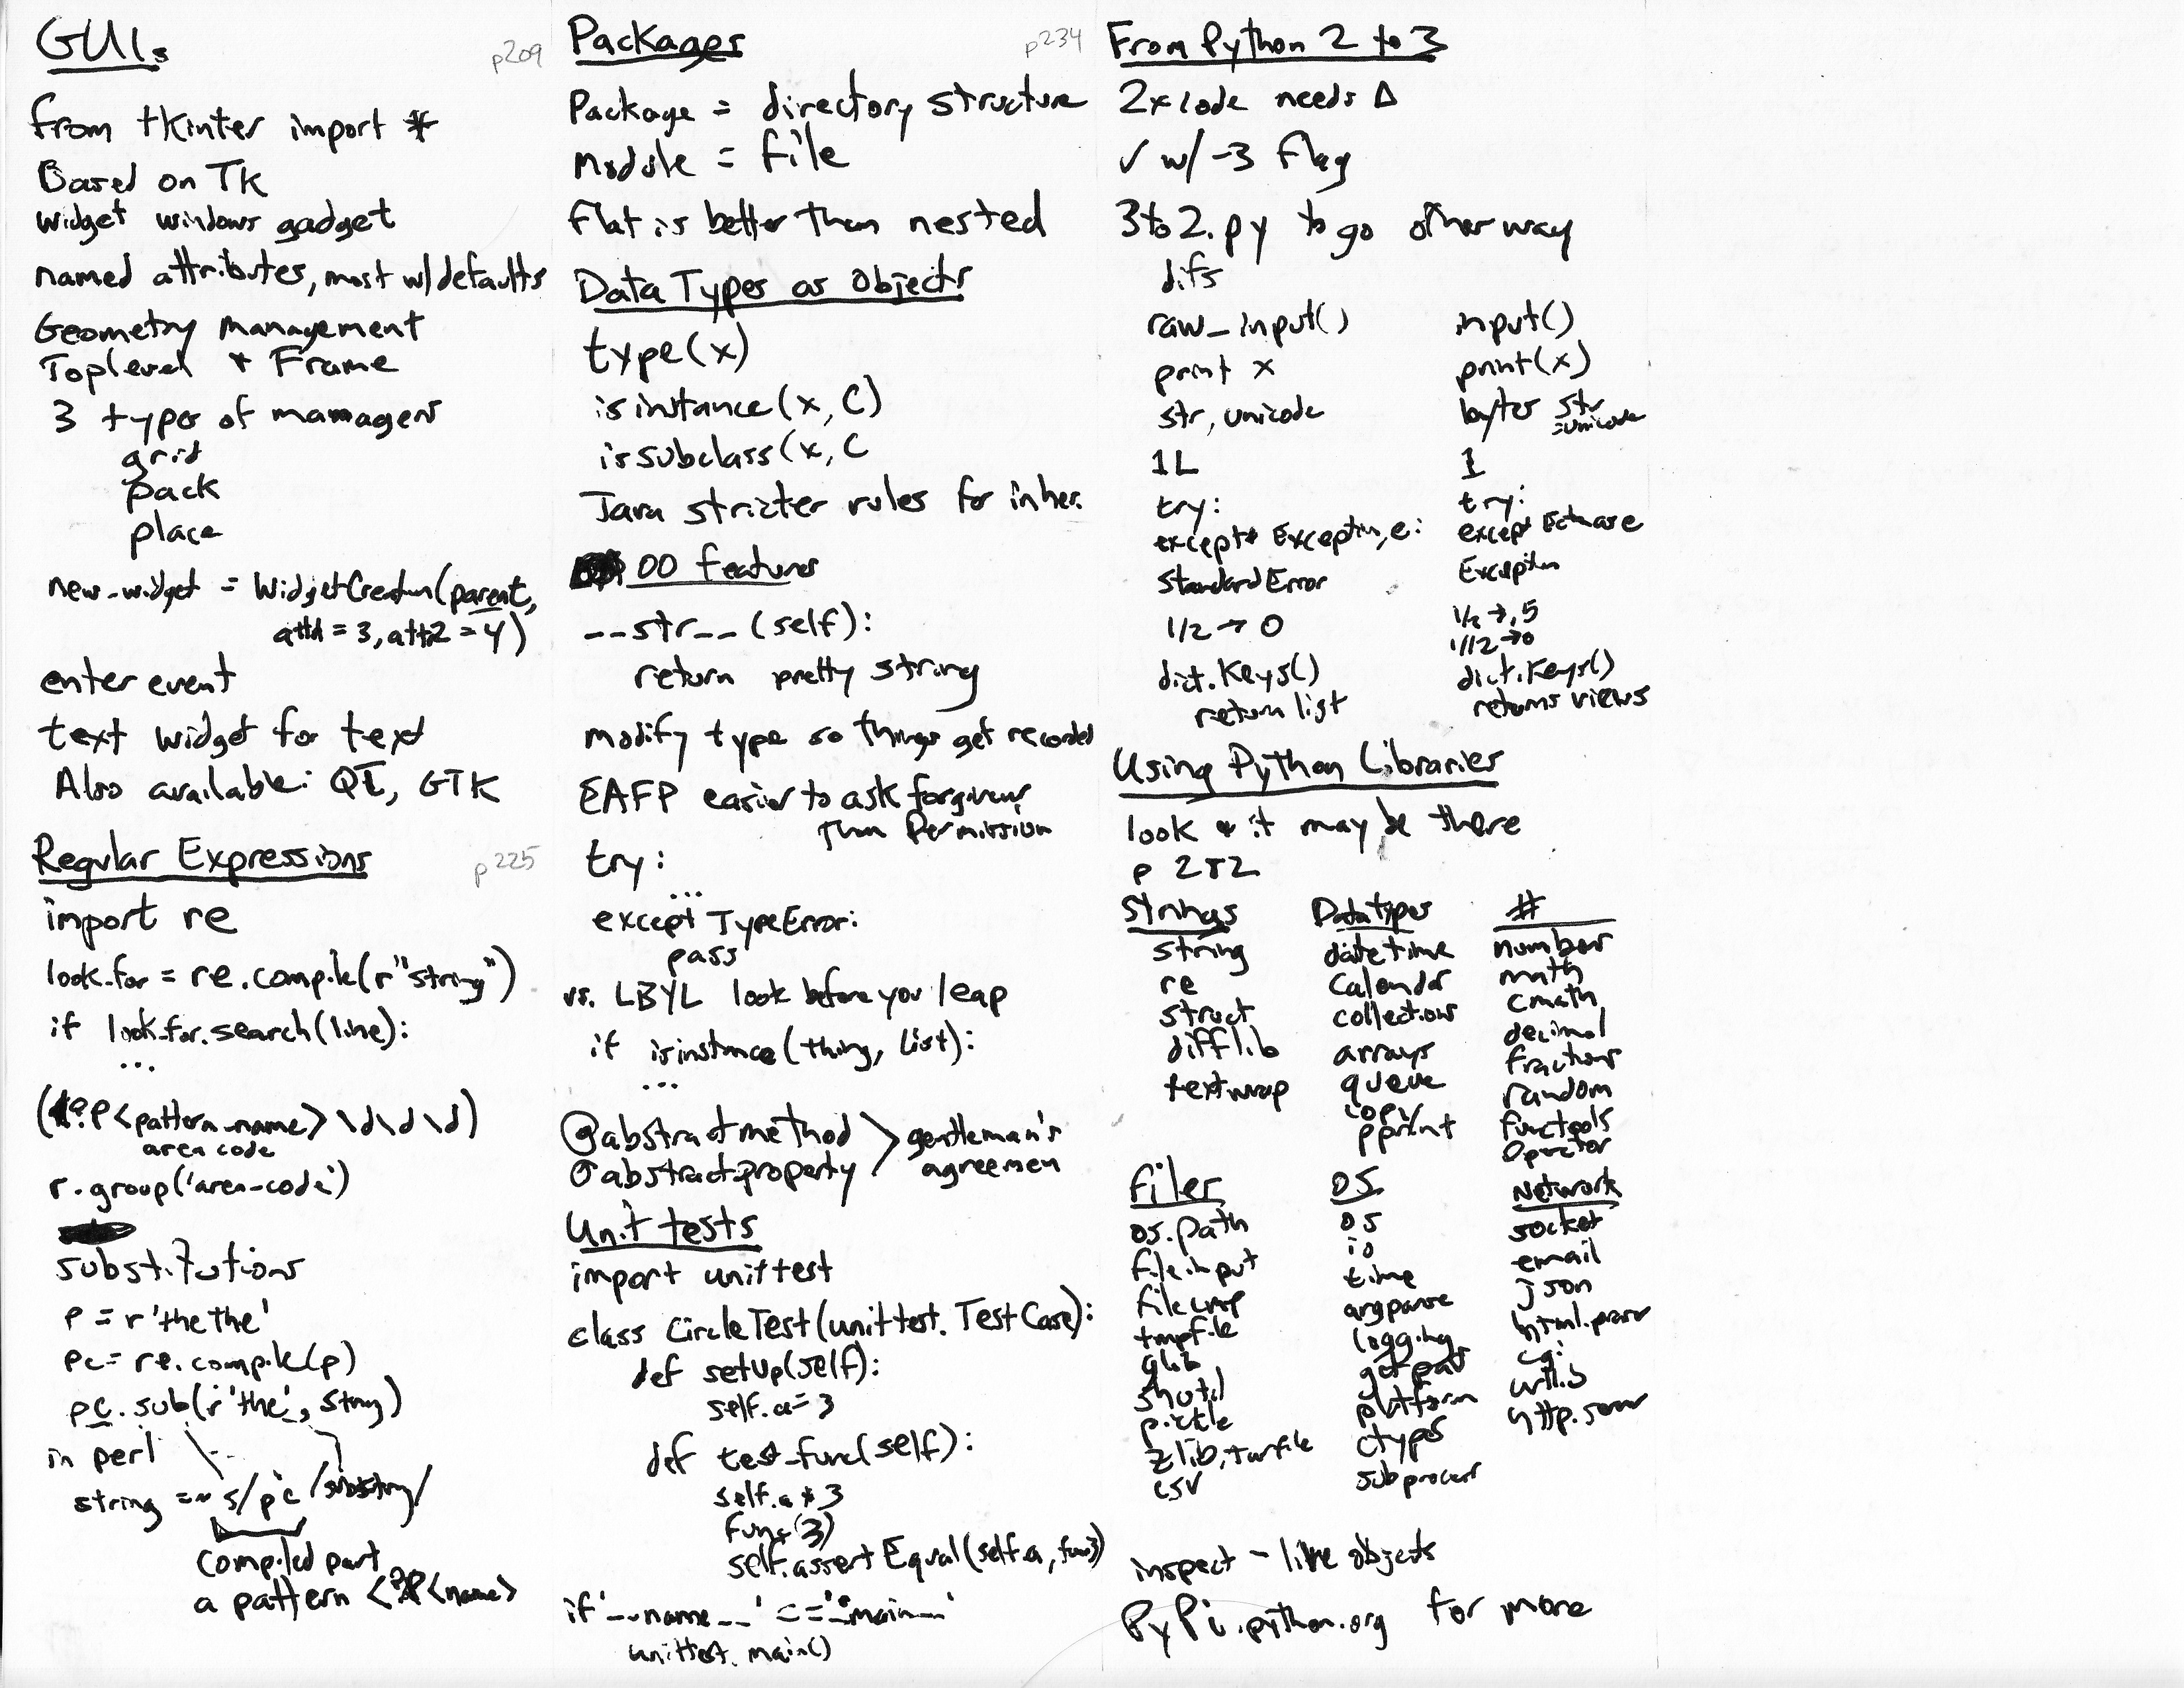 GUIs
from tkinter import *
Based on TK
widget windows gadget
named attributes, most w/defaults
Geometry Management
Toplevel + Frame
3 types of mamagers
grid
pack
place
new_widget = WidgetCreation(parent,
attr1 = 3, attr2 = 4)
enter event
text widget for text
Also available: QT, GTK
Regular Expressions
p225
import re
look_for = re.compile(r"string")
if look_for.search(line):
...
(?P<pattern_name>\d\d\d)
area code
r.group('area-code')
substitutions
p = r'the the'
pc = re.compile(p)
pc.sub(r'the', string)
in perl
string =~ s/pc/substring/
compiled part
a pattern <?P<name>
p209
Packages
Package = directory structure
Module = file
flat is better than nested
Data Types as Objects
type(x)
isinstance(x, C)
issubclass(x, C
Java stricter rules for inher.
OO features
__str__(self):
return pretty string
modify type so things get recorded
EAFP easier to ask forgiveness
than permission
try:
...
except TypeError:
pass
vs. LBYL look before you leap
if isinstance(thing, list):
...
@abstractmethod
@abstractproperty
> gentleman's
agreemen
Unit tests
import unittest
class CircleTest(unittest.TestCase):
def setup(self):
self.a = 3
def test_func(self):
self.a * 3
func(3)
self.assertEqual(self.a, func3)
if '__name__' == '__main__'
unittest.main()
p234
From Python 2 to 3
2x code needs Δ
✓ w/ -3 flag
3to2.py to go other way
difs
raw_input() input()
print x print(x)
str, unicode bytes str
=unicode
1L 1
try: try:
except Exception, e: except E as e
StandardError Exception
1/2 → 0 1/2 → .5
1//2 → 0
dict.keys() dict.keys()
return list returns views
Using Python Libraries
look & it may be there
p 252
Strings Datatypes #
string datetime number
re calendar math
struct collections cmath
difflib arrays decimal
textwrap queue fractions
copy random
pprint functools
operator
Files OS Network
os.path os socket
fileinput io email
filecmp time json
tmpfile argparse html.parser
glob logging cgi
shutil getpass urllib
pickle platform http.server
zlib, tarfile ctypes
csv subprocess
inspect - live objects
PyPi.python.org for more